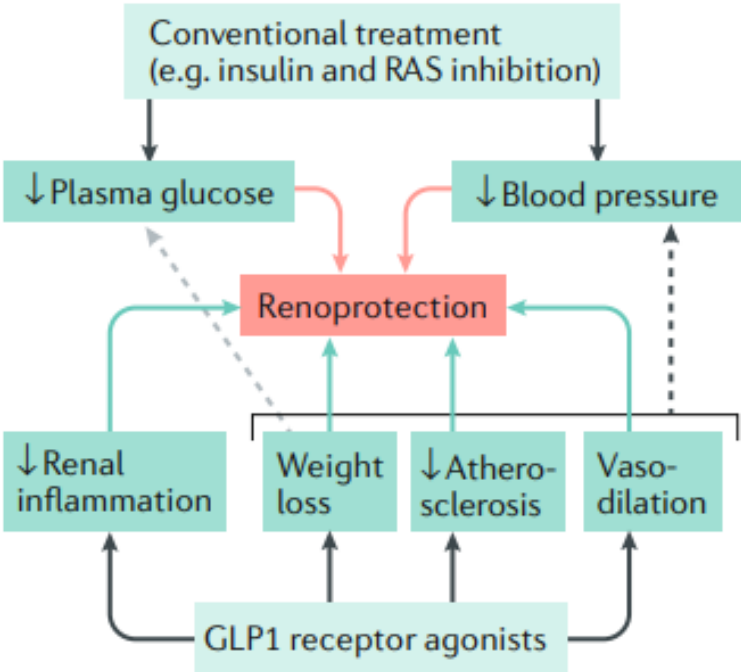 Conventional treatment
(e.g. insulin and RAS inhibition)
↓Plasma glucose
↓Blood pressure
Renoprotection
↓Renal
inflammation
Weight
loss
↓Athero-
sclerosis
Vaso-
dilation
GLP1 receptor agonists